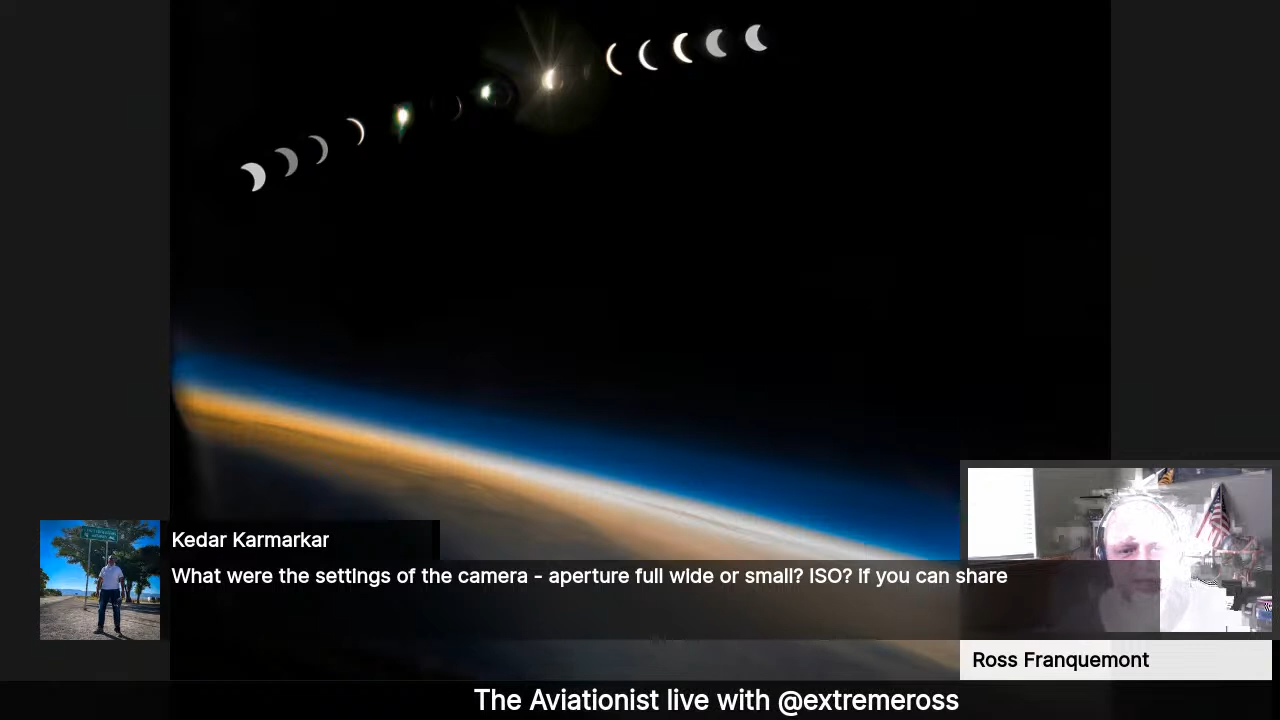 Kedar Karmarkar
What were the settings of the camera - aperture full wide or small? ISO? If you can share
Ross Franquemont
The Aviationist live with @extremeross